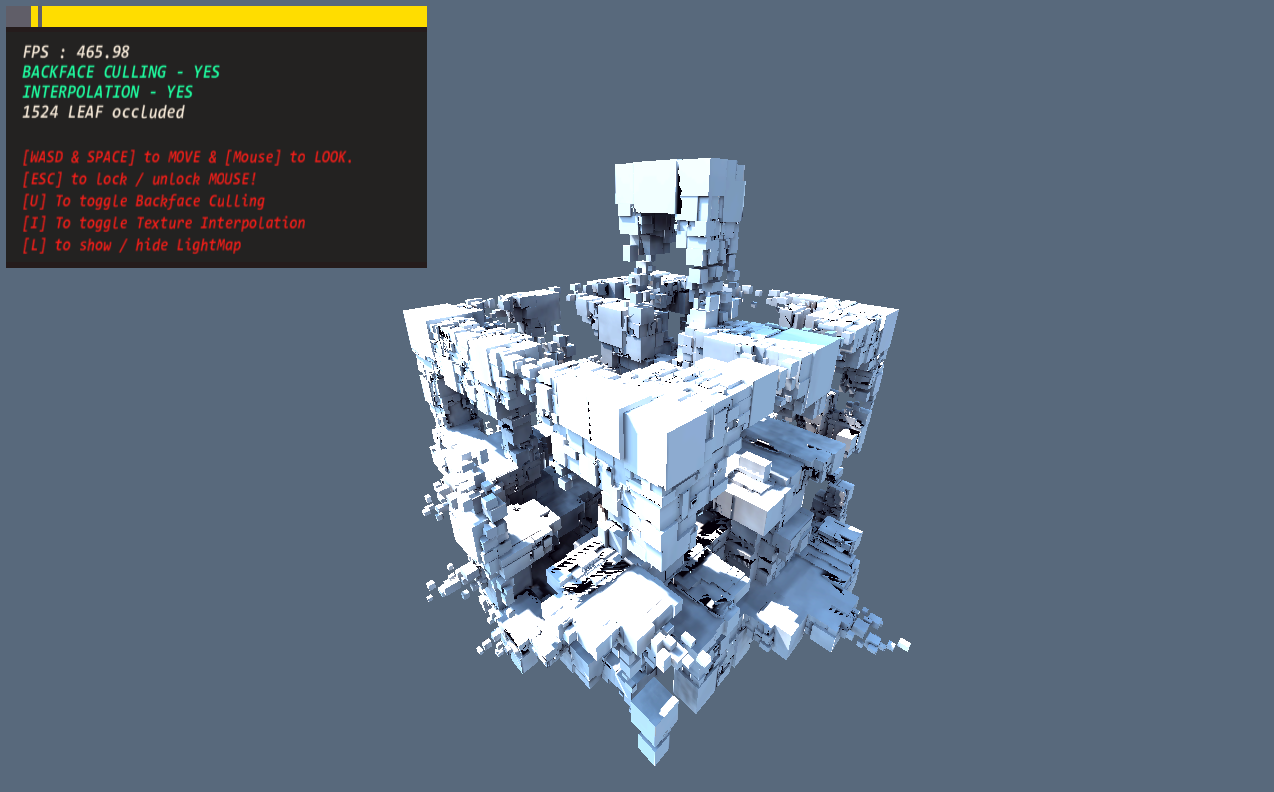 FPS : 465.98
BACKFACE CULLING - YES
INTERPOLATION - YES
1524 LEAF occluded
[WASD & SPACE] to MOVE & [Mouse] to LOOK.
[ESC] to lock / unlock MOUSE!
[U] To toggle Backface Culling
[I] To toggle Texture Interpolation
[L] to show / hide LightMap